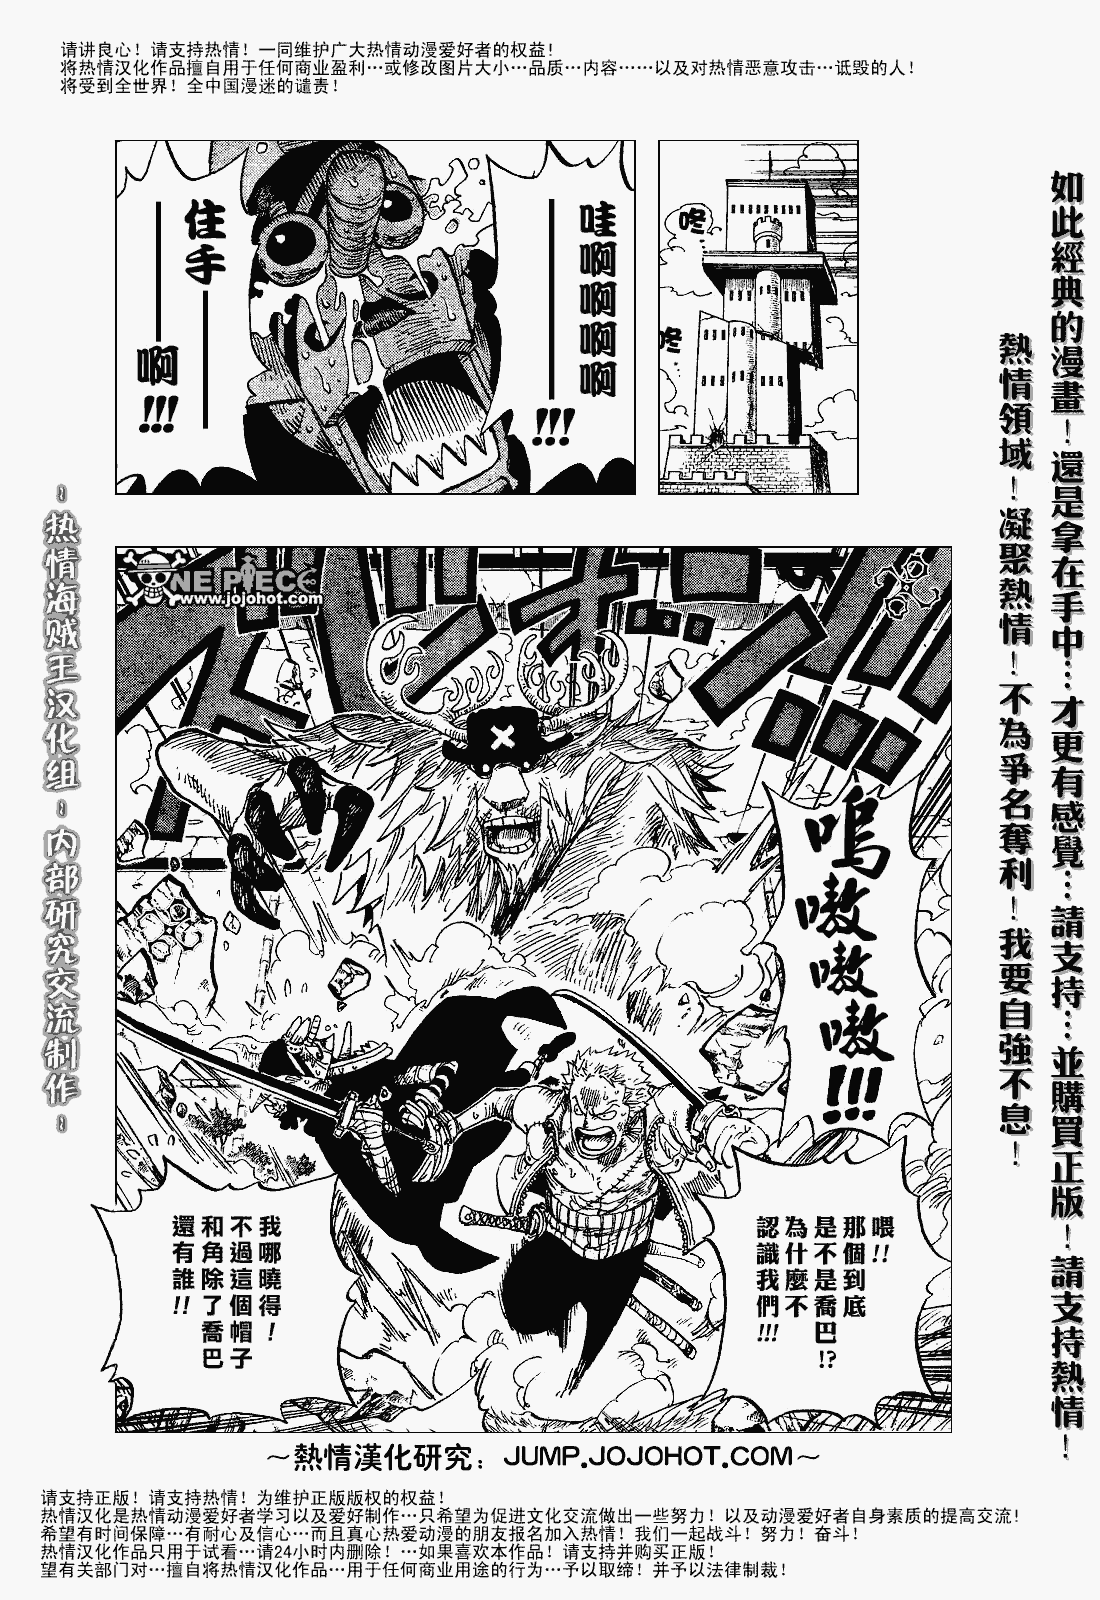 请讲良心！请支持热情！一同维护广大热情动漫爱好者的权益！
将热情汉化作品擅自用于任何商业盈利…或修改图片大小…品质…内容……以及对热情恶意攻击…诋毁的人！
将受到全世界！全中国漫迷的谴责！
如此經典的漫畫！還是拿在手中…才更有感覺…請支持…並購買正版！請支持熱情！
熱情領域！凝聚熱情！不為爭名奪利！我要自強不息！
咚…
咚
哇啊啊啊啊
——!!!
住手——
——啊!!!
ONE PIECE
www.jojohot.com
ズドォ…ン!!!
嗚嗷嗷嗷!!!
喂!!
那個到底
是不是喬巴!?
為什麼不
認識我們!!!
我哪曉得！
不過這個帽子
和角除了喬巴
還有誰!!
~热情海贼王汉化组~内部研究交流制作~
～熱情漢化研究：JUMP.JOJOHOT.COM～
请支持正版！请支持热情！为维护正版版权的权益！
热情汉化是热情动漫爱好者学习以及爱好制作…只希望为促进文化交流做出一些努力！以及动漫爱好者自身素质的提高交流！
希望有时间保障…有耐心及信心…而且真心热爱动漫的朋友报名加入热情！我们一起战斗！努力！奋斗！
热情汉化作品只用于试看…请24小时内删除！…如果喜欢本作品！请支持并购买正版！
望有关部门对…擅自将热情汉化作品…用于任何商业用途的行为…予以取缔！并予以法律制裁！